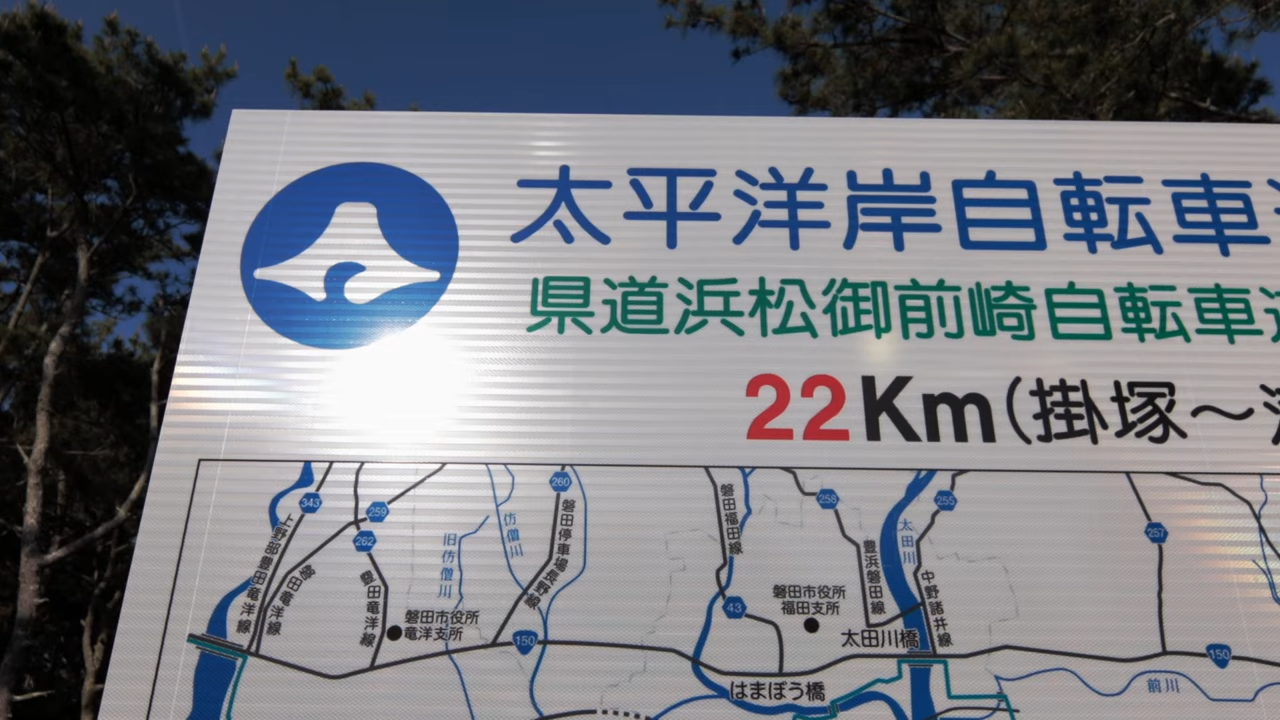 太平洋岸自転車
県道浜松御前崎自転車
22Km(掛塚～
343
259
260
262
258
255
257
上野部豊田竜洋線
磐田竜洋線
豊田竜洋線
旧仿僧川
仿僧川
磐田停車場長野線
磐田福田線
豊浜磐田線
太田川
中野諸井線
磐田市役所
竜洋支所
43
磐田市役所
福田支所
太田川橋
150
150
はまぼう橋
前川